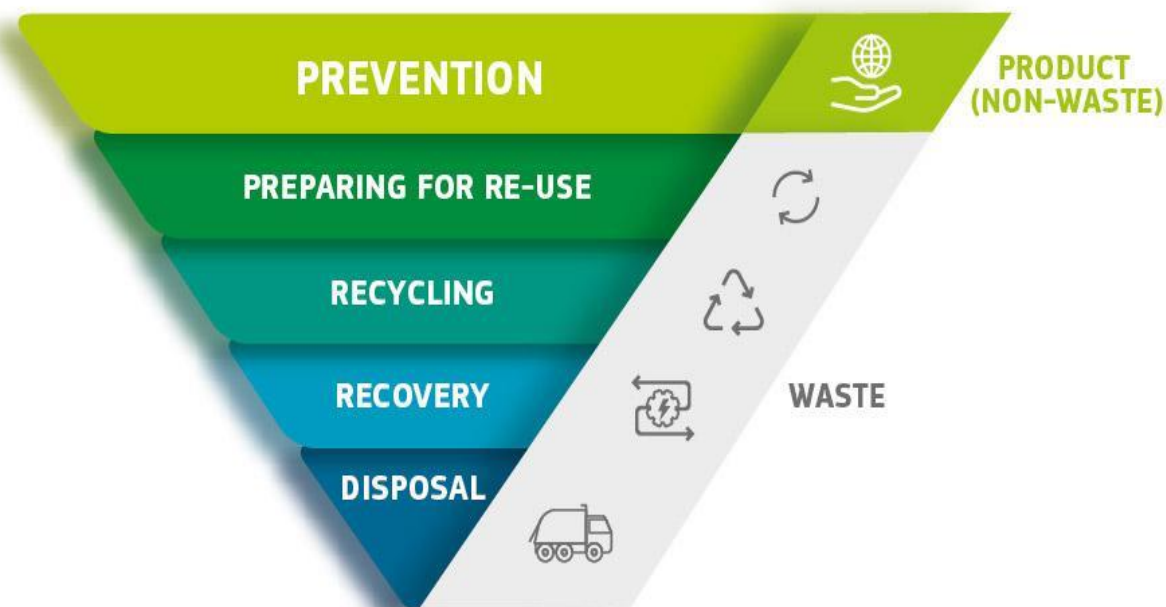 PREVENTION
PRODUCT
(NON-WASTE)
PREPARING FOR RE-USE
RECYCLING
RECOVERY
WASTE
DISPOSAL